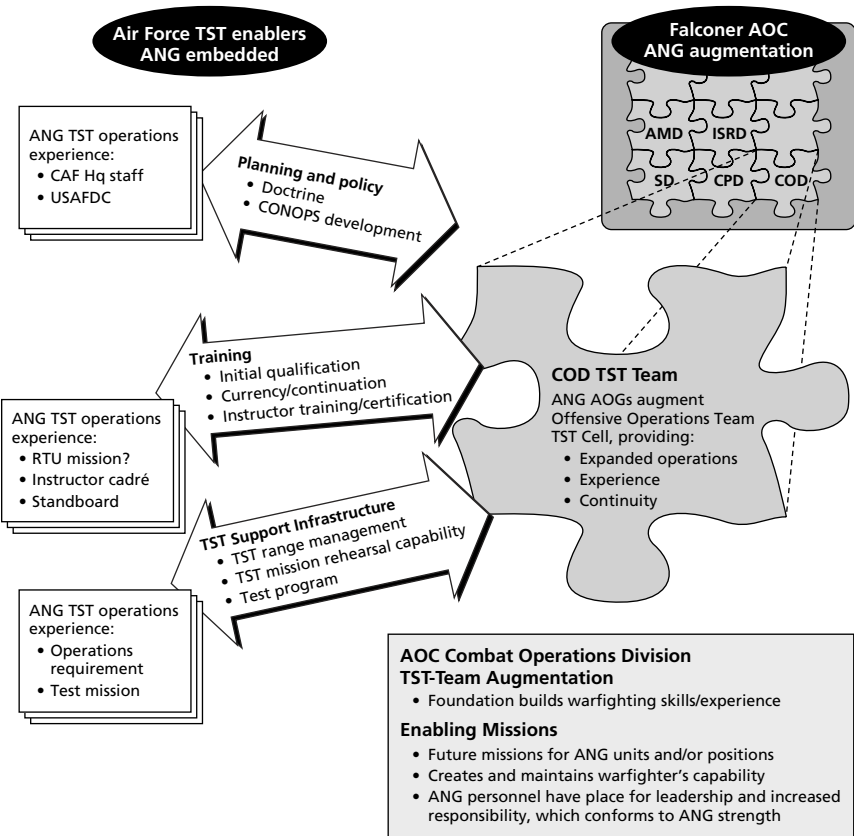 Air Force TST enablers
ANG embedded
Falconer AOC
ANG augmentation
AMD
ISRD
SD
CPD
COD
ANG TST operations
experience:
• CAF Hq staff
• USAFDC
Planning and policy
• Doctrine
• CONOPS development
Training
• Initial qualification
• Currency/continuation
• Instructor training/certification
ANG TST operations
experience:
• RTU mission?
• Instructor cadré
• Standboard
TST Support Infrastructure
• TST range management
• TST mission rehearsal capability
• Test program
ANG TST operations
experience:
• Operations
requirement
• Test mission
COD TST Team
ANG AOGs augment
Offensive Operations Team
TST Cell, providing:
• Expanded operations
• Experience
• Continuity
AOC Combat Operations Division
TST-Team Augmentation
• Foundation builds warfighting skills/experience
Enabling Missions
• Future missions for ANG units and/or positions
• Creates and maintains warfighter’s capability
• ANG personnel have place for leadership and increased
responsibility, which conforms to ANG strength